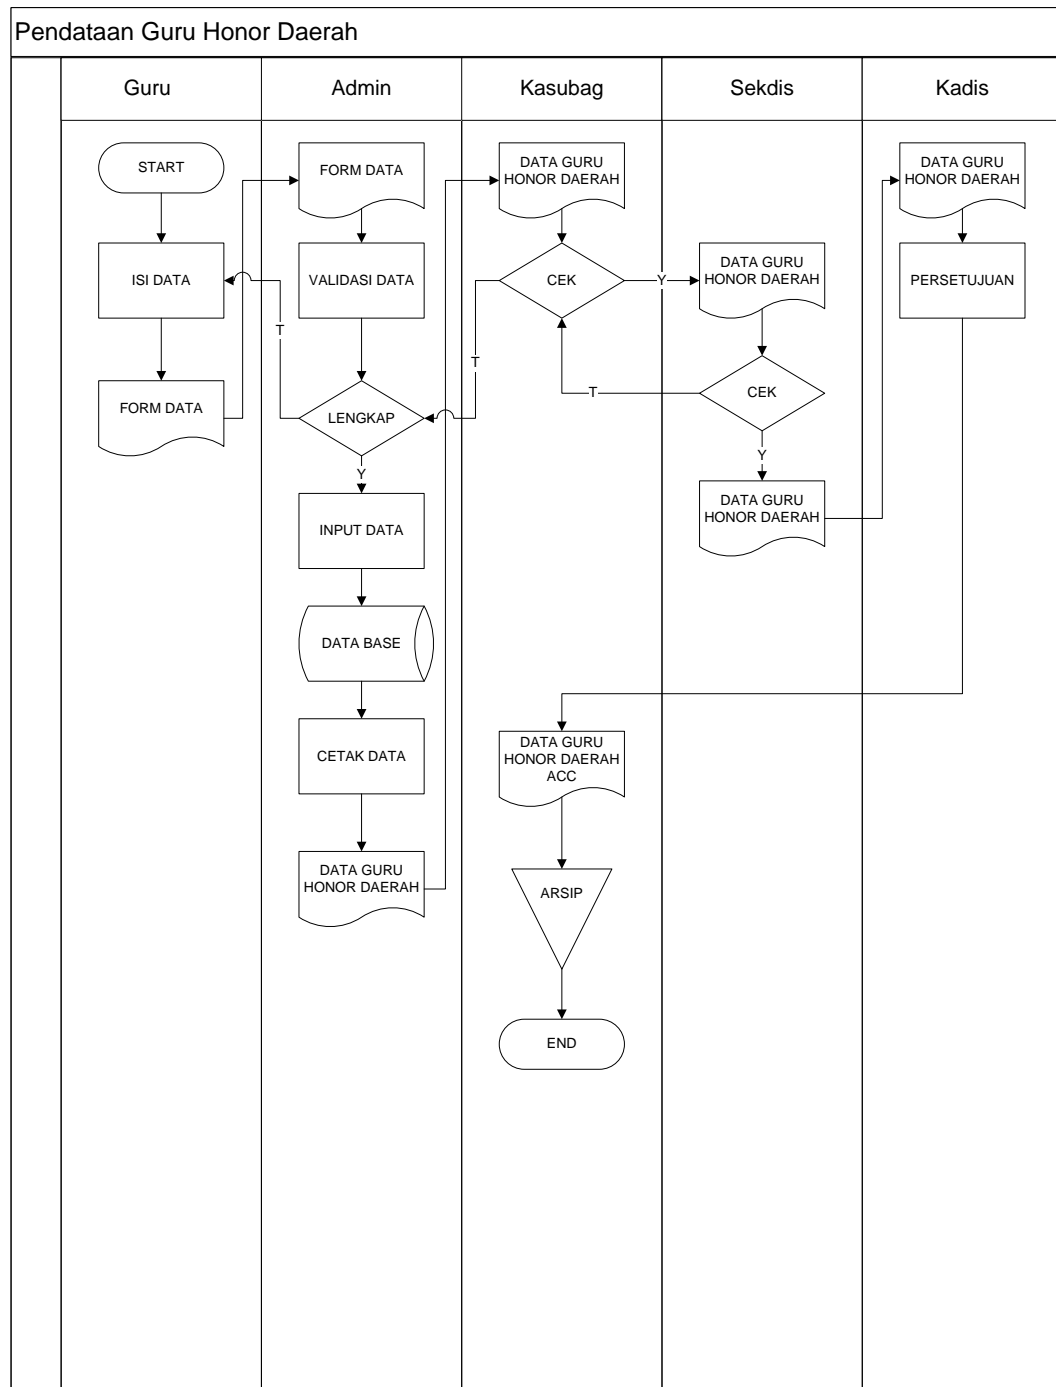 Pendataan Guru Honor Daerah
Guru
Admin
Kasubag
Sekdis
Kadis
START
ISI DATA
FORM DATA
T
FORM DATA
VALIDASI DATA
LENGKAP
Y
INPUT DATA
DATA BASE
CETAK DATA
DATA GURU
HONOR DAERAH
DATA GURU
HONOR DAERAH
CEK
Y
T
T
DATA GURU
HONOR DAERAH
ACC
ARSIP
END
DATA GURU
HONOR DAERAH
CEK
Y
DATA GURU
HONOR DAERAH
DATA GURU
HONOR DAERAH
PERSETUJUAN